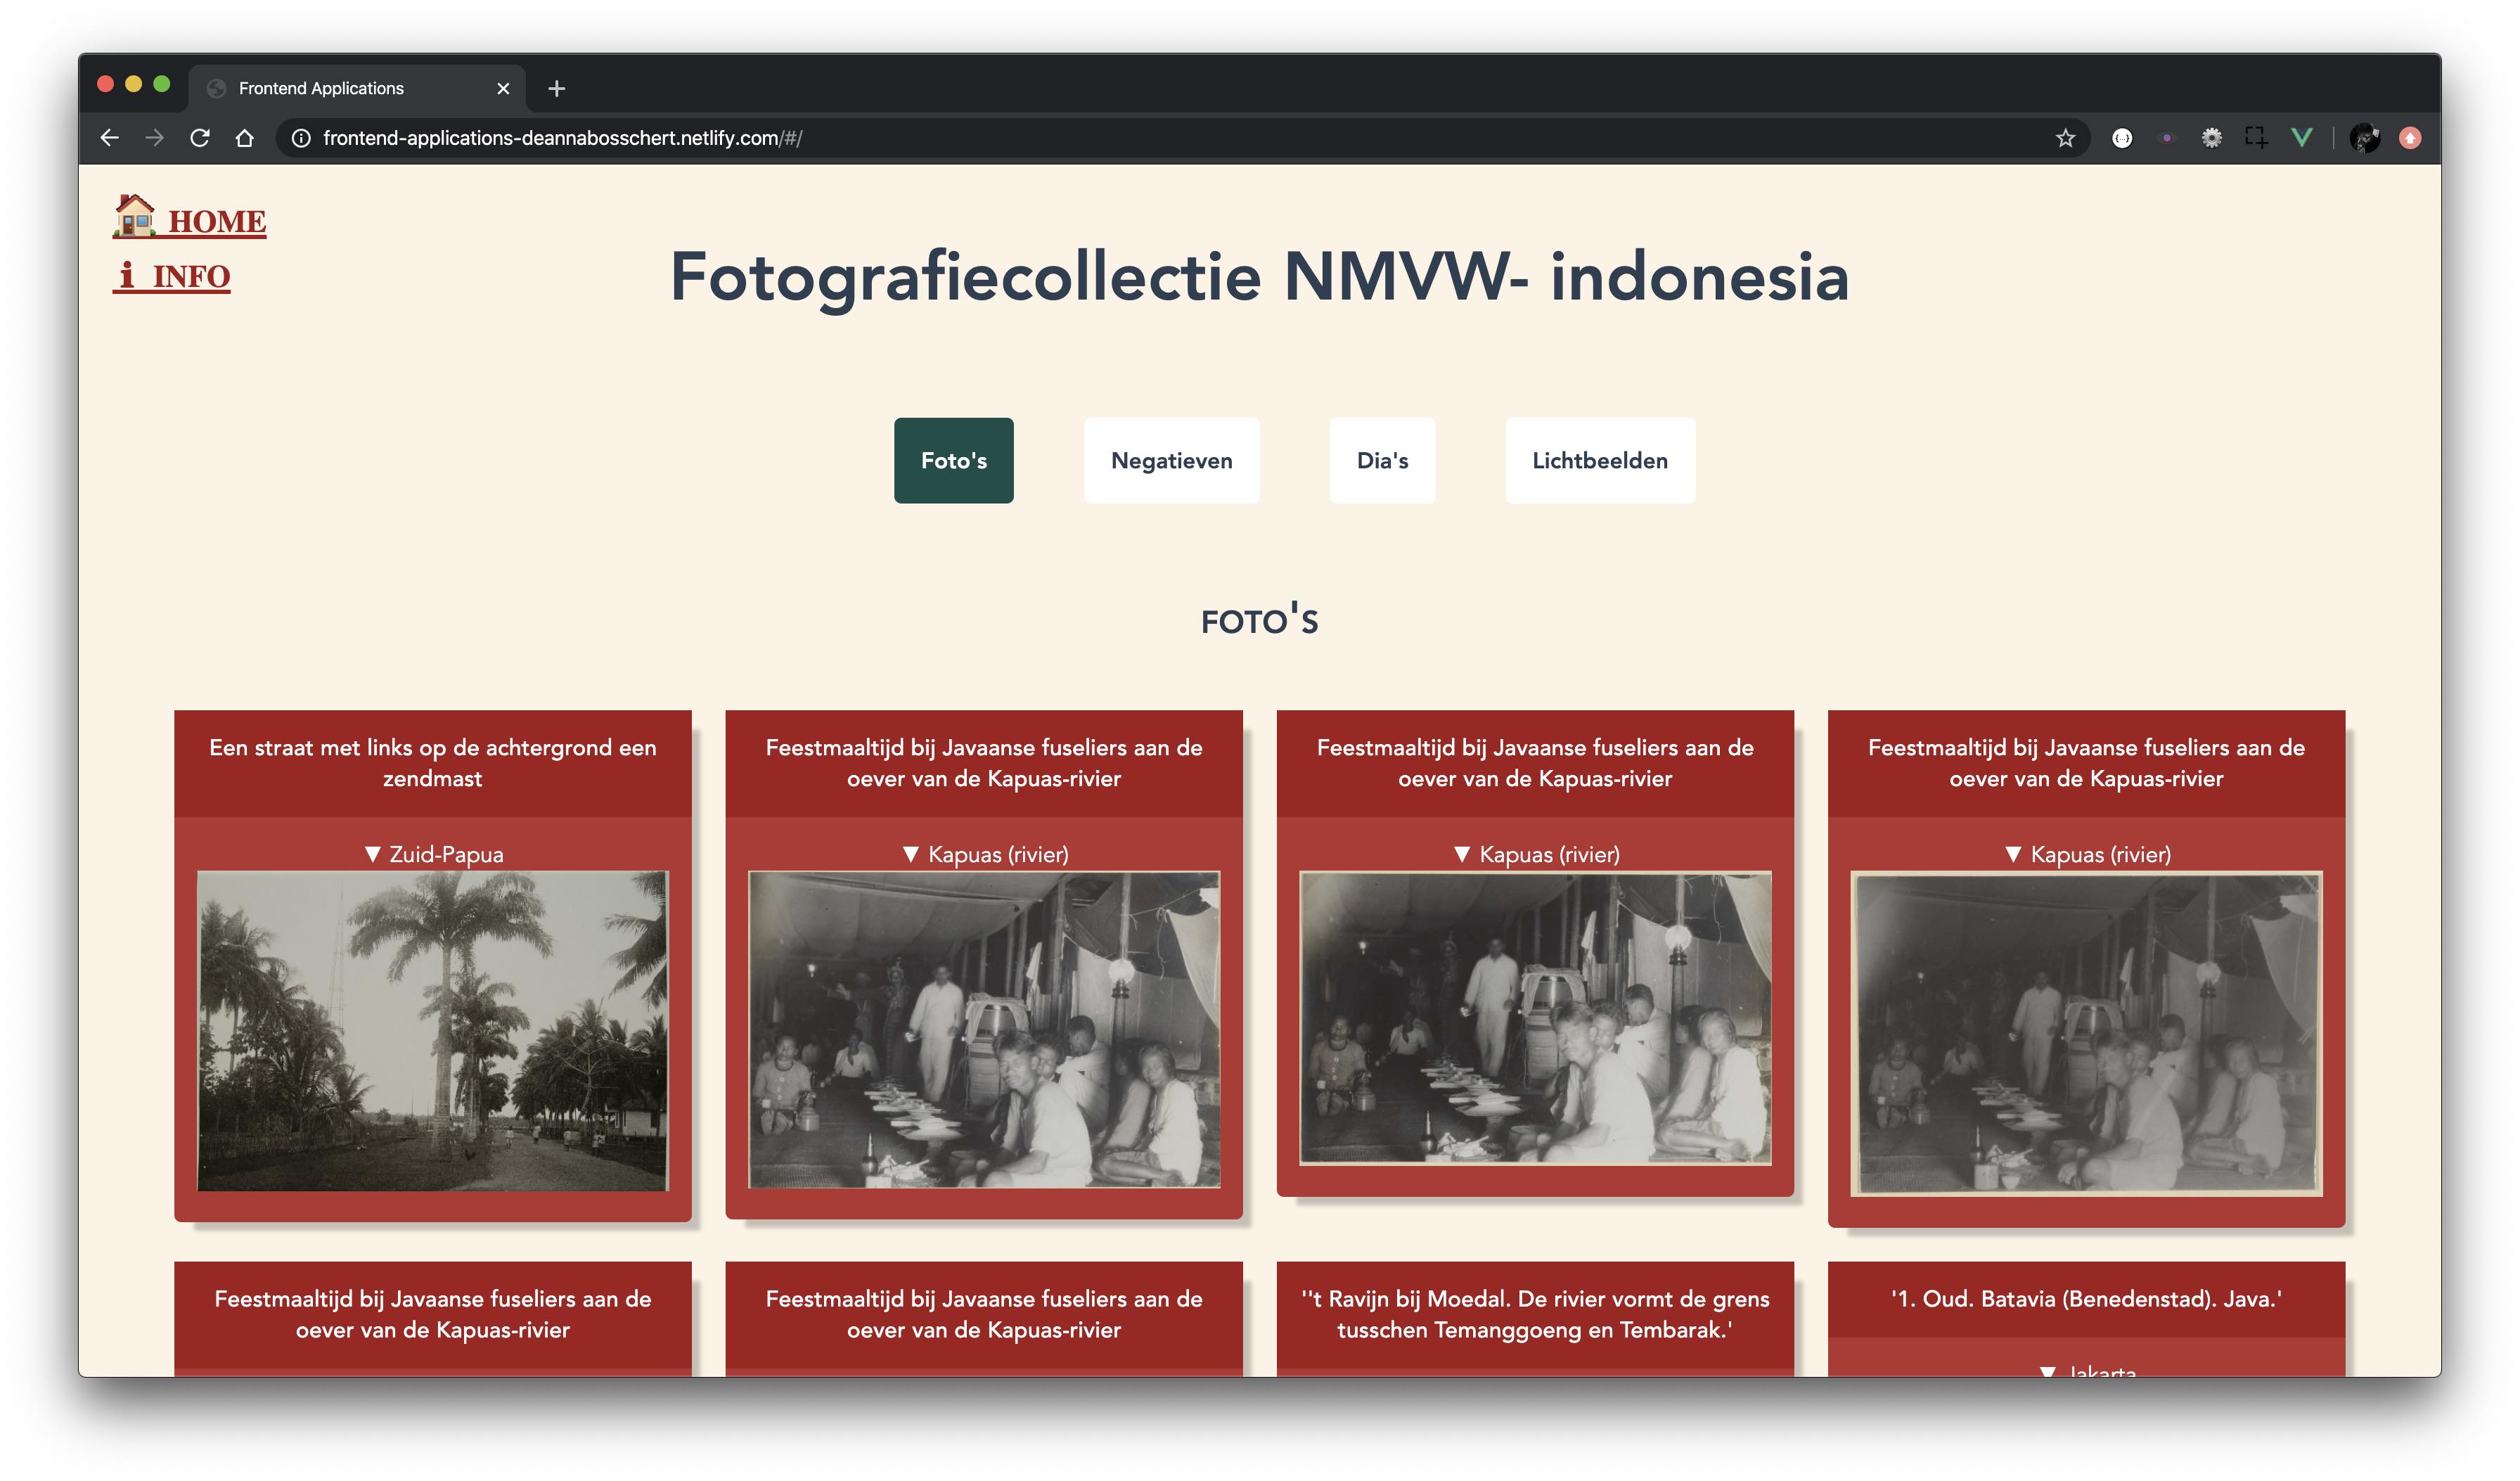 Frontend Applications
frontend-applications-deannabosschert.netlify.com/#/
HOME
INFO
Fotografiecollectie NMVW- indonesia
Foto's
Negatieven
Dia's
Lichtbeelden
FOTO'S
Een straat met links op de achtergrond een
zendmast
▼ Zuid-Papua
Feestmaaltijd bij Javaanse fuseliers aan de
oever van de Kapuas-rivier
▼ Kapuas (rivier)
Feestmaaltijd bij Javaanse fuseliers aan de
oever van de Kapuas-rivier
▼ Kapuas (rivier)
Feestmaaltijd bij Javaanse fuseliers aan de
oever van de Kapuas-rivier
▼ Kapuas (rivier)
Feestmaaltijd bij Javaanse fuseliers aan de
oever van de Kapuas-rivier
Feestmaaltijd bij Javaanse fuseliers aan de
oever van de Kapuas-rivier
''t Ravijn bij Moedal. De rivier vormt de grens
tusschen Temanggoeng en Tembarak.'
'1. Oud. Batavia (Benedenstad). Java.'
▼ Jakarta